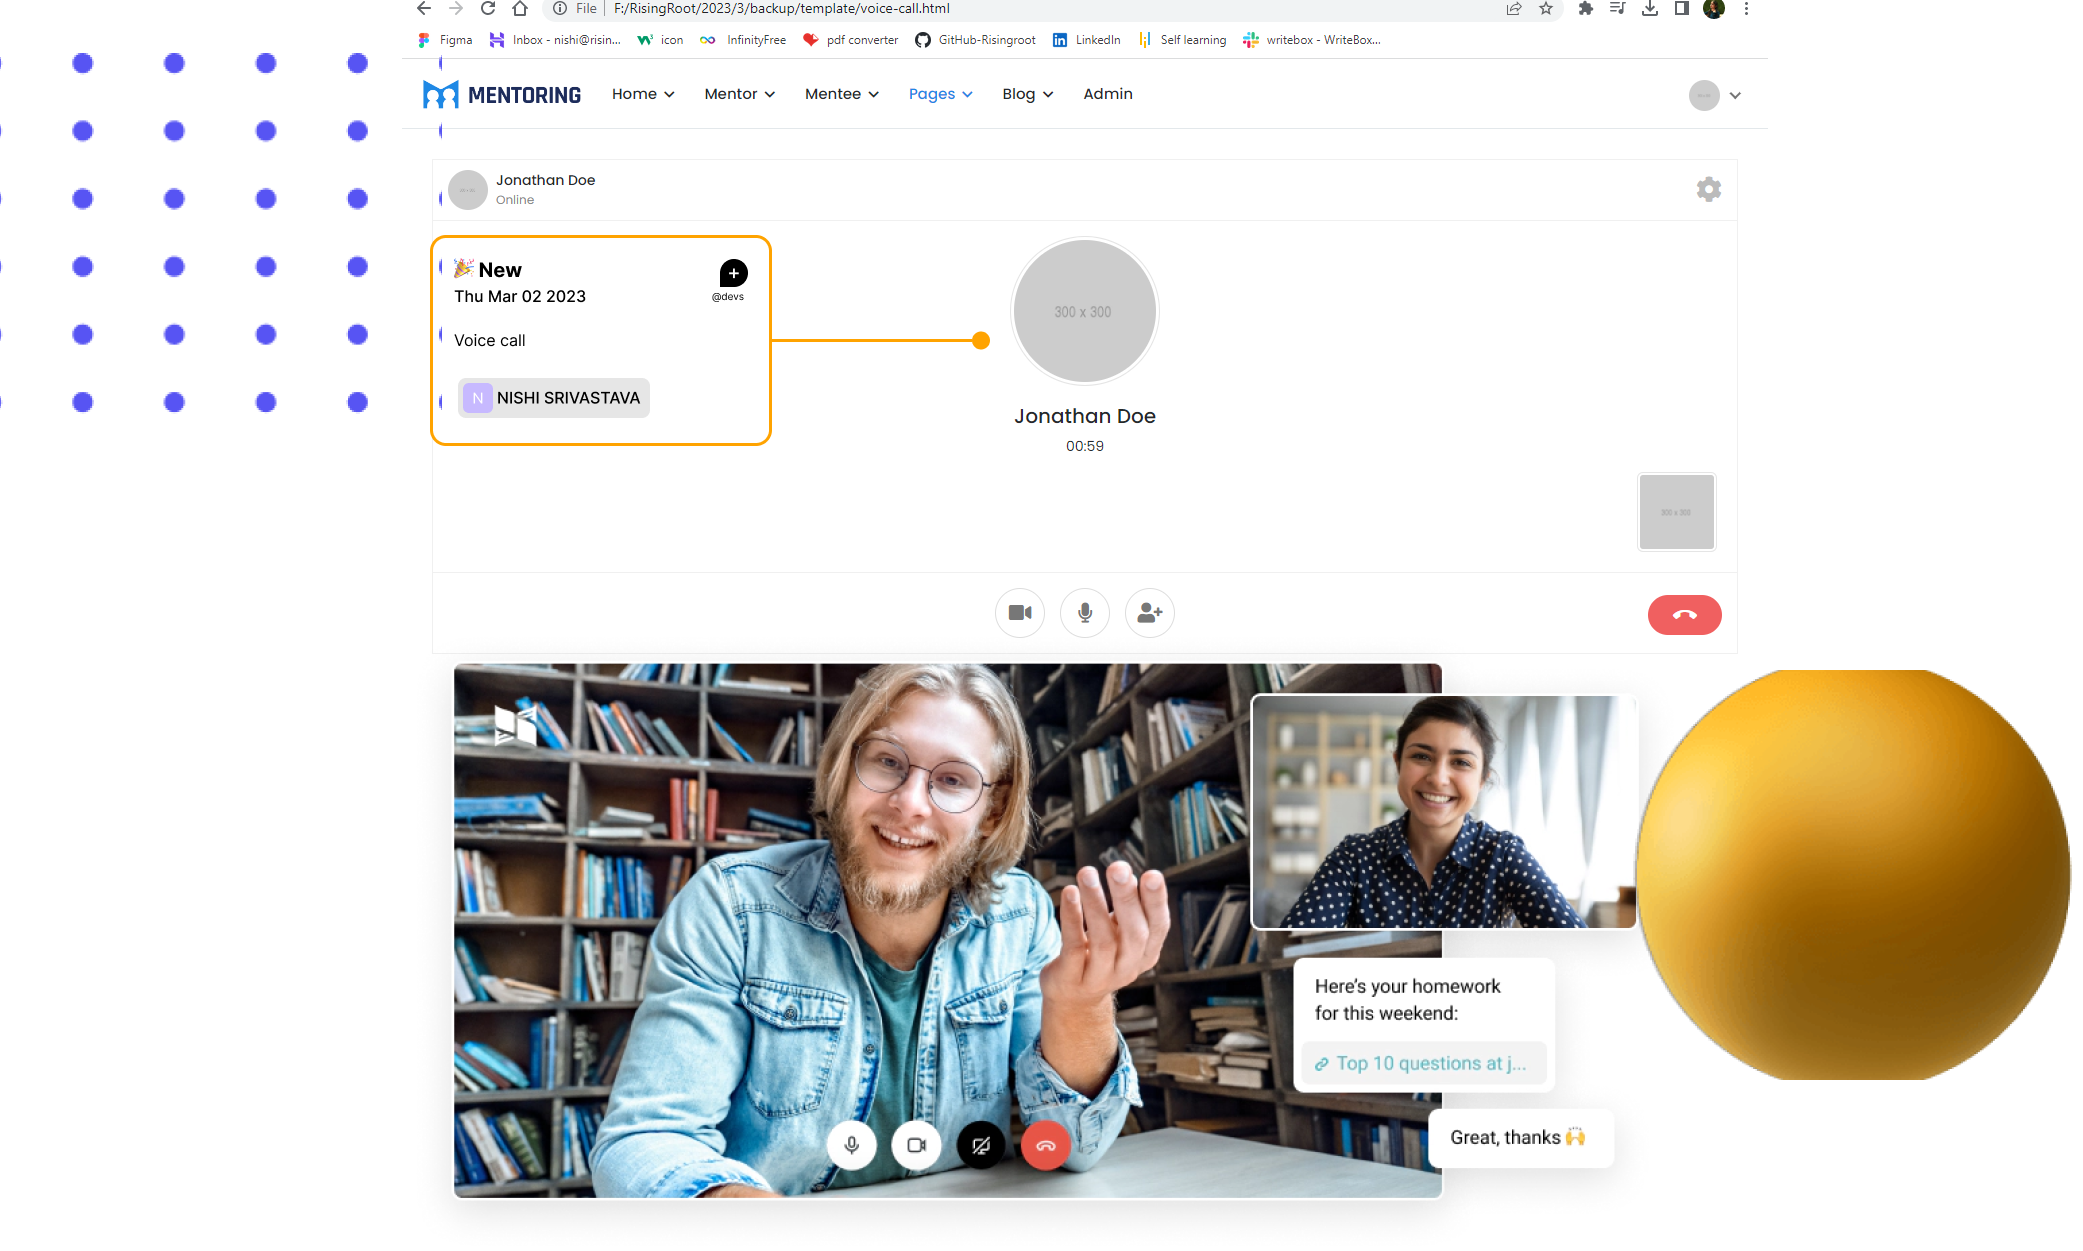 File F:/RisingRoot/2023/3/backup/template/voice-call.html
Figma Inbox - nishi@risin... icon InfinityFree pdf converter GitHub-Risingroot LinkedIn Self learning writebox - WriteBox...
MENTORING Home Mentor Mentee Pages Blog Admin
Jonathan Doe
Online
🎉 New
Thu Mar 02 2023
@devs
Voice call
N NISHI SRIVASTAVA
300 x 300
Jonathan Doe
00:59
300 x 300
Here's your homework
for this weekend:
Top 10 questions at j...
Great, thanks 🙌